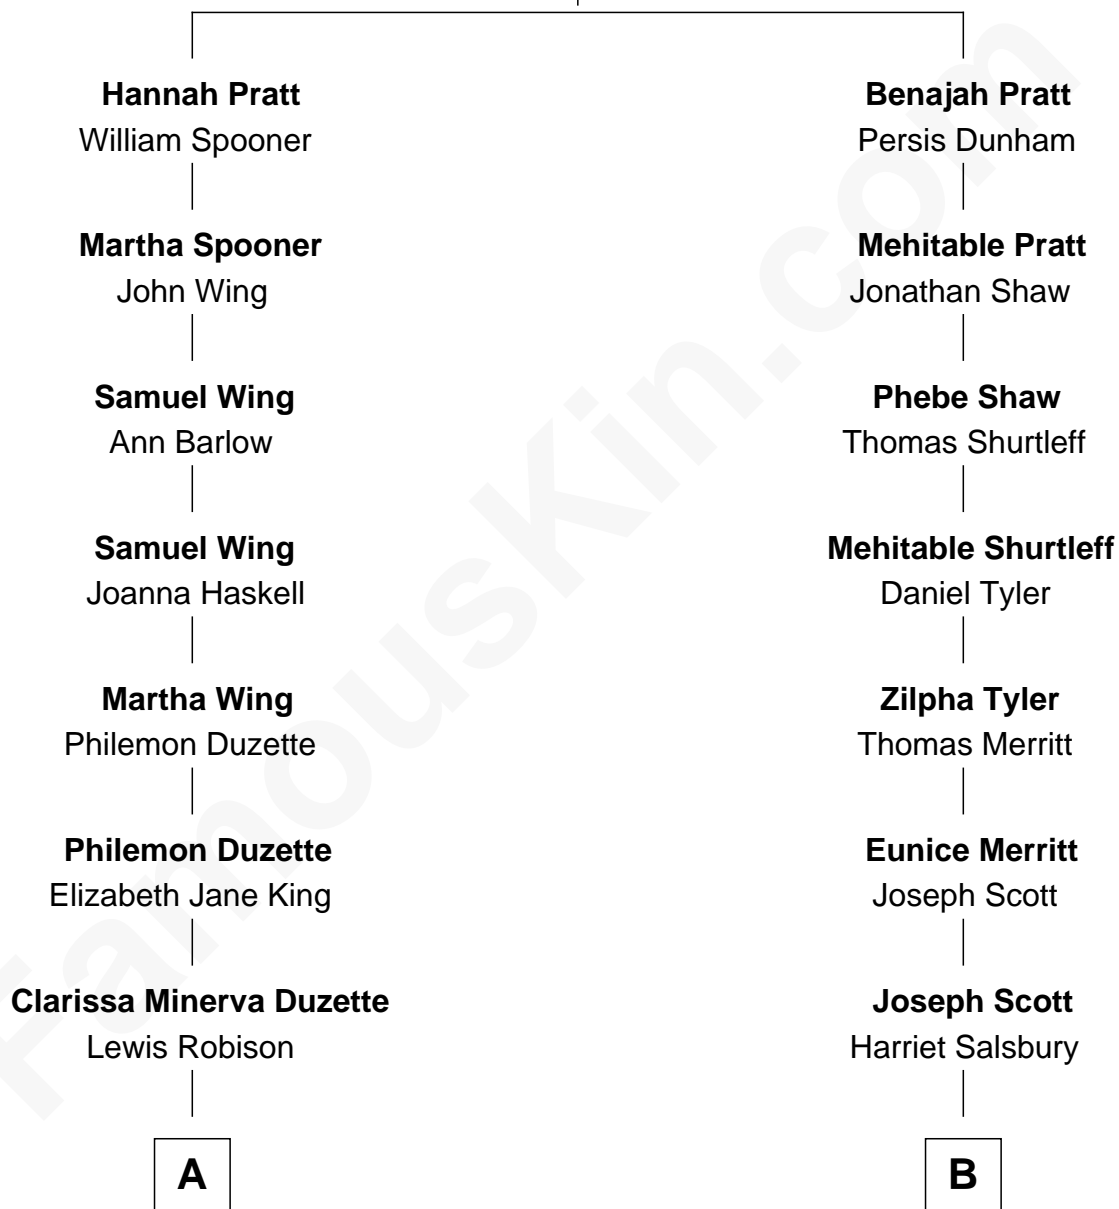 Hannah Pratt
William Spooner
Martha Spooner
John Wing
Samuel Wing
Ann Barlow
Samuel Wing
Joanna Haskell
Martha Wing
Philemon Duzette
Philemon Duzette
Elizabeth Jane King
Clarissa Minerva Duzette
Lewis Robison
A
Benajah Pratt
Persis Dunham
Mehitable Pratt
Jonathan Shaw
Phebe Shaw
Thomas Shurtleff
Mehitable Shurtleff
Daniel Tyler
Zilpha Tyler
Thomas Merritt
Eunice Merritt
Joseph Scott
Joseph Scott
Harriet Salsbury
B
FamousKin.com